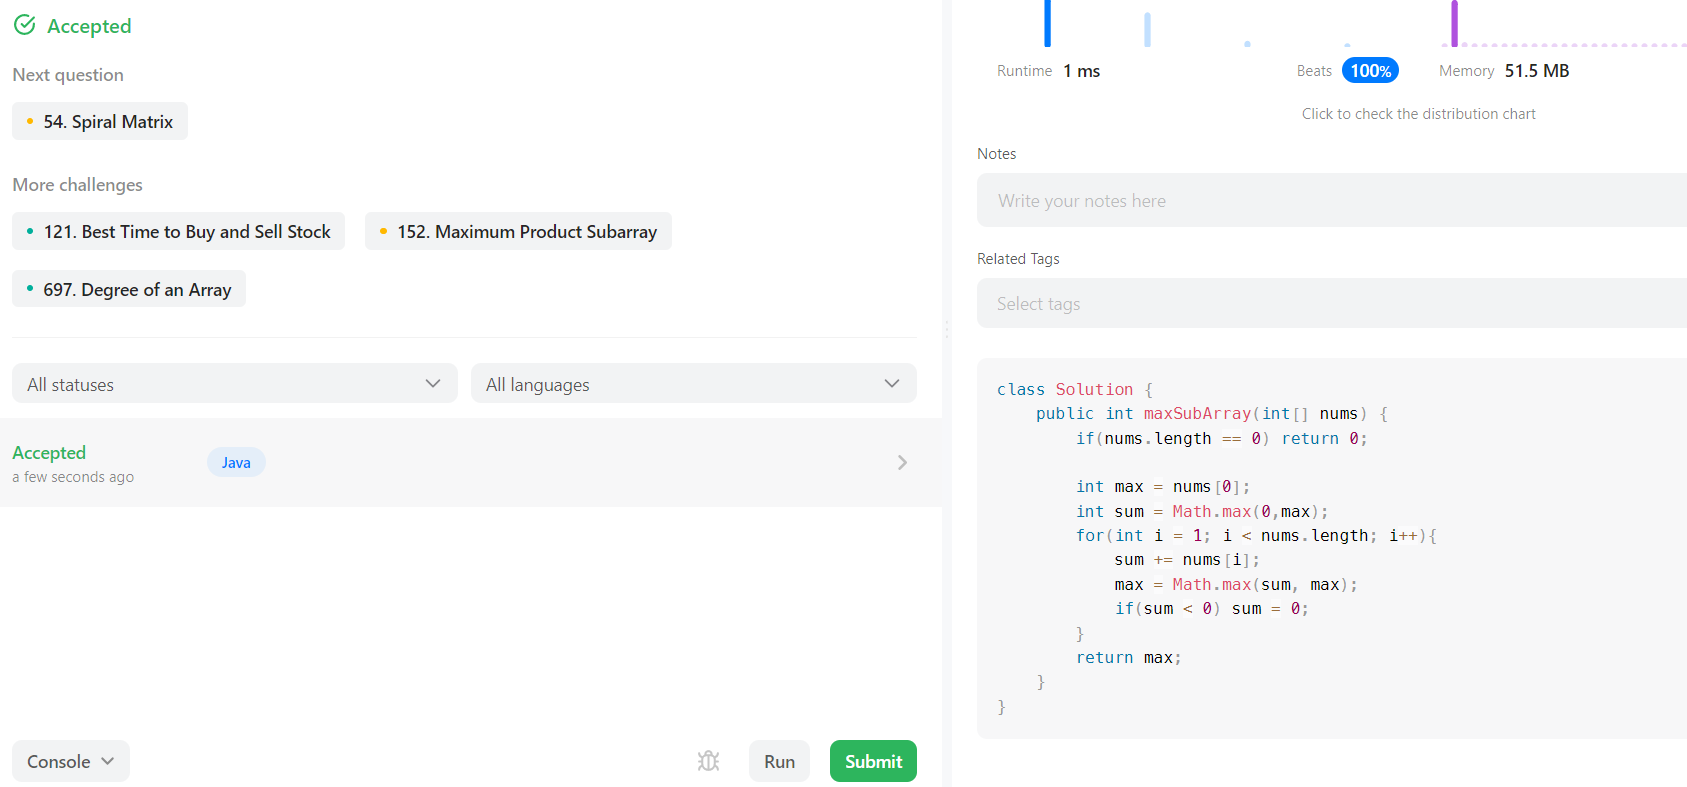 Accepted
Next question
54. Spiral Matrix
More challenges
121. Best Time to Buy and Sell Stock
152. Maximum Product Subarray
697. Degree of an Array
All statuses
All languages
Accepted
a few seconds ago
Java
Console
Run
Submit
Runtime 1 ms
Beats 100%
Memory 51.5 MB
Click to check the distribution chart
Notes
Write your notes here
Related Tags
Select tags
class Solution {
    public int maxSubArray(int[] nums) {
        if(nums.length == 0) return 0;

        int max = nums[0];
        int sum = Math.max(0,max);
        for(int i = 1; i < nums.length; i++){
            sum += nums[i];
            max = Math.max(sum, max);
            if(sum < 0) sum = 0;
        }
        return max;
    }
}